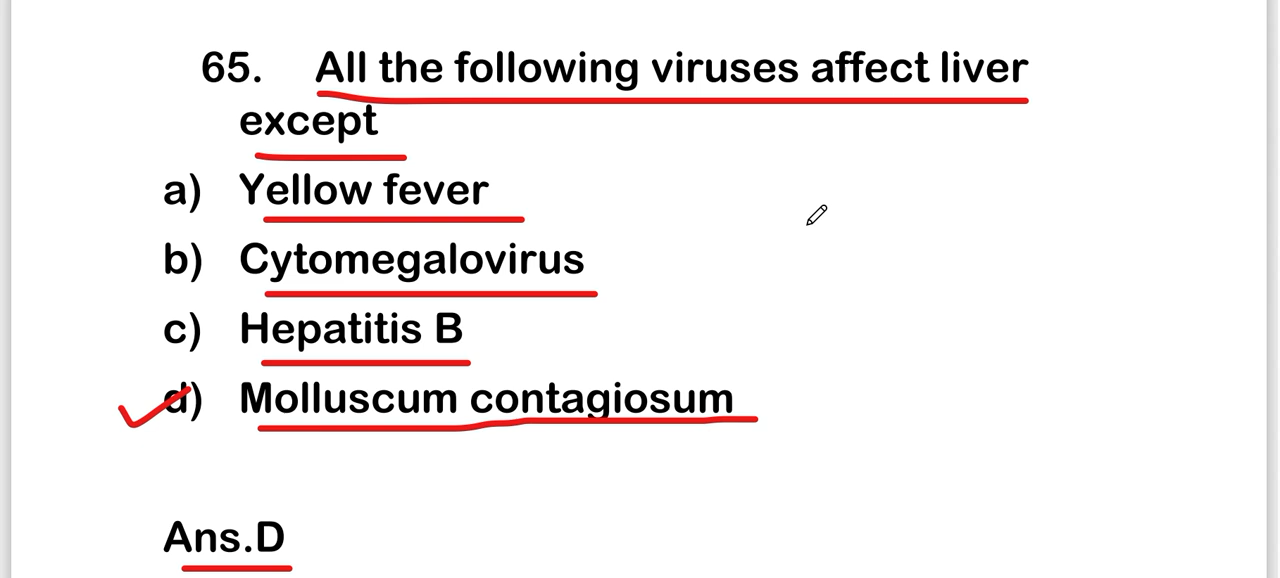 65. All the following viruses affect liver
except
a) Yellow fever
b) Cytomegalovirus
c) Hepatitis B
d) Molluscum contagiosum
Ans.D